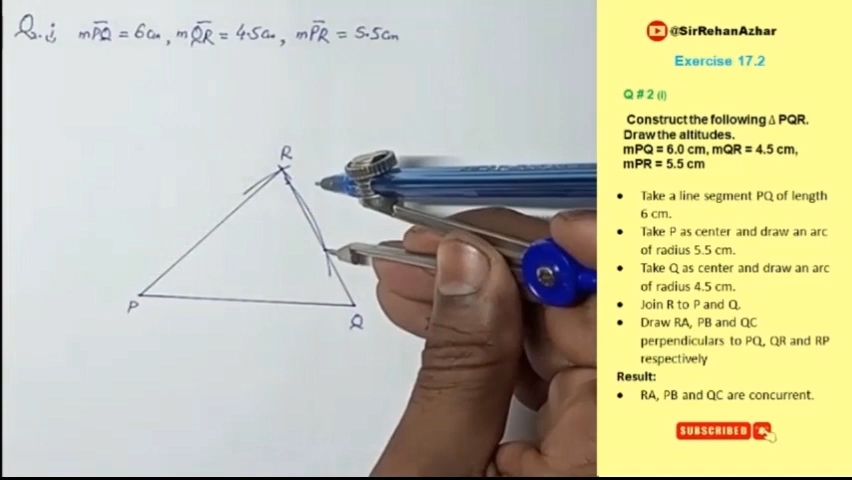 Q.i mPQ = 6cm, mQR = 4.5cm, mPR = 5.5cm
R
P
Q
@SirRehanAzhar
Exercise 17.2
Q # 2 (i)
Construct the following Δ PQR.
Draw the altitudes.
mPQ = 6.0 cm, mQR = 4.5 cm,
mPR = 5.5 cm
• Take a line segment PQ of length
6 cm.
• Take P as center and draw an arc
of radius 5.5 cm.
• Take Q as center and draw an arc
of radius 4.5 cm.
• Join R to P and Q.
• Draw RA, PB and QC
perpendiculars to PQ, QR and RP
respectively
Result:
• RA, PB and QC are concurrent.
SUBSCRIBED